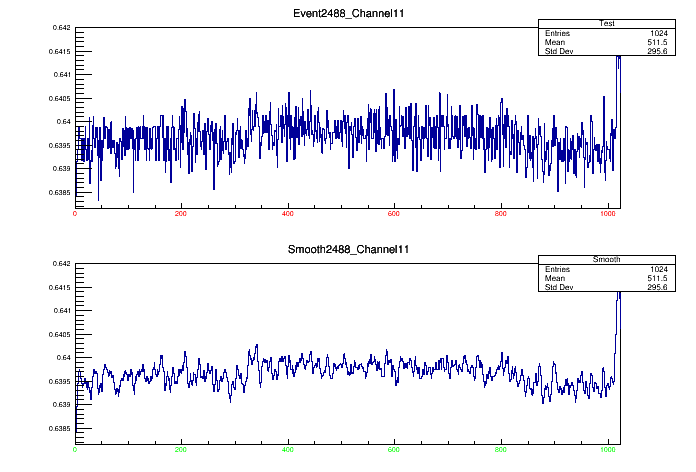 Event2488_Channel11
Test
Entries 1024
Mean 511.5
Std Dev 295.6
0.642
0.6415
0.641
0.6405
0.64
0.6395
0.639
0.6385
0 200 400 600 800 1000
Smooth2488_Channel11
Smooth
Entries 1024
Mean 511.5
Std Dev 295.6
0.642
0.6415
0.641
0.6405
0.64
0.6395
0.639
0.6385
0 200 400 600 800 1000